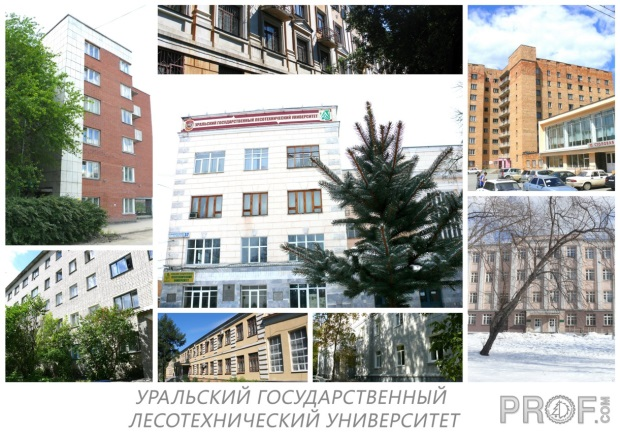 УРАЛЬСКИЙ ГОСУДАРСТВЕННЫЙ ЛЕСОТЕХНИЧЕСКИЙ УНИВЕРСИТЕТ
УРАЛЬСКИЙ ГОСУДАРСТВЕННЫЙ
ЛЕСОТЕХНИЧЕСКИЙ УНИВЕРСИТЕТ
PROF.COM